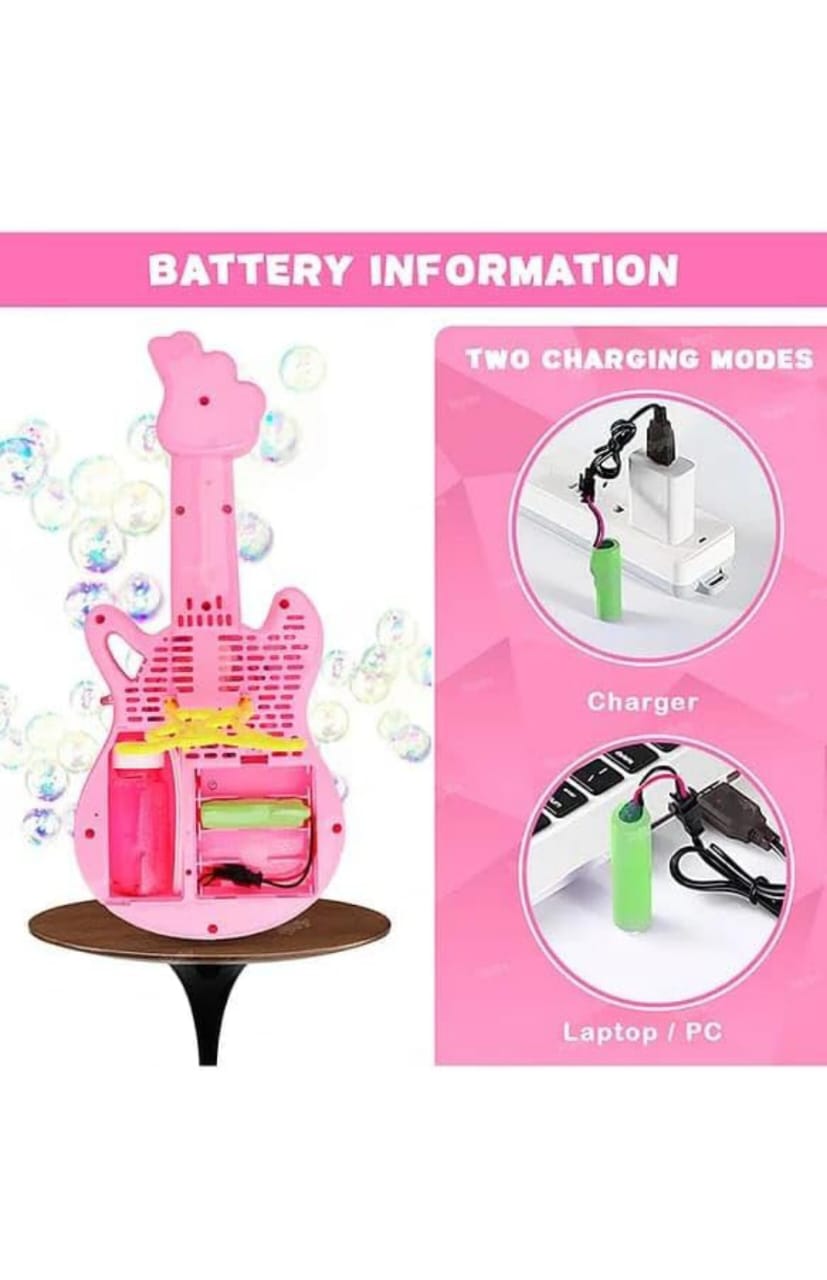 BATTERY INFORMATION
TWO CHARGING MODES
Charger
Laptop / PC